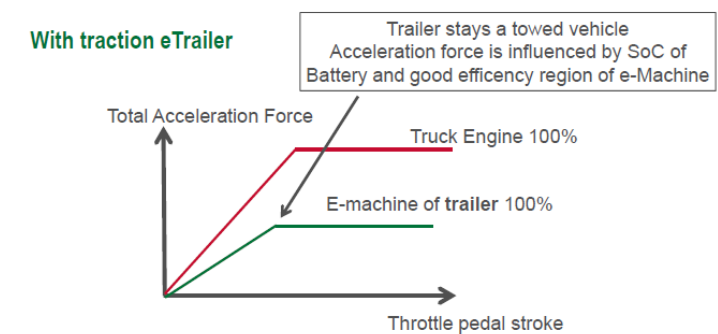 With traction eTrailer
Trailer stays a towed vehicle
Acceleration force is influenced by SoC of
Battery and good efficency region of e-Machine
Total Acceleration Force
Truck Engine 100%
E-machine of trailer 100%
Throttle pedal stroke